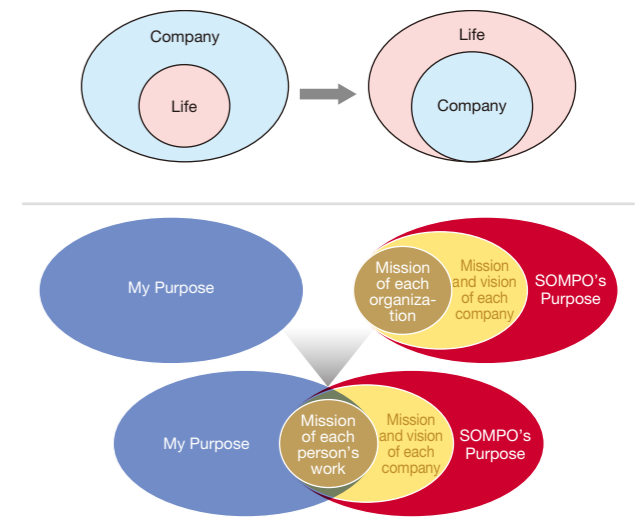 Company
Life
Life
Company
My Purpose
Mission
of each
organiza-
tion
Mission
and vision
of each
company
SOMPO's
Purpose
My Purpose
Mission
of each
person's
work
Mission
and vision
of each
company
SOMPO's
Purpose